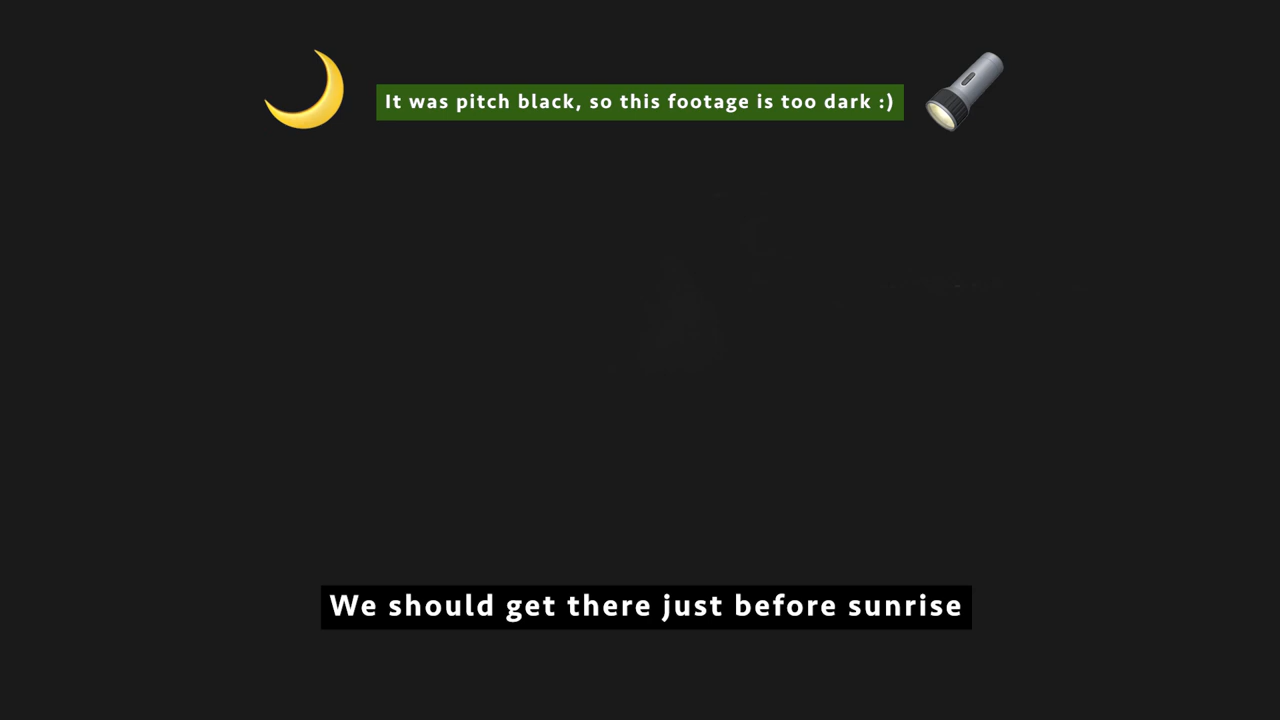 It was pitch black, so this footage is too dark :)
We should get there just before sunrise